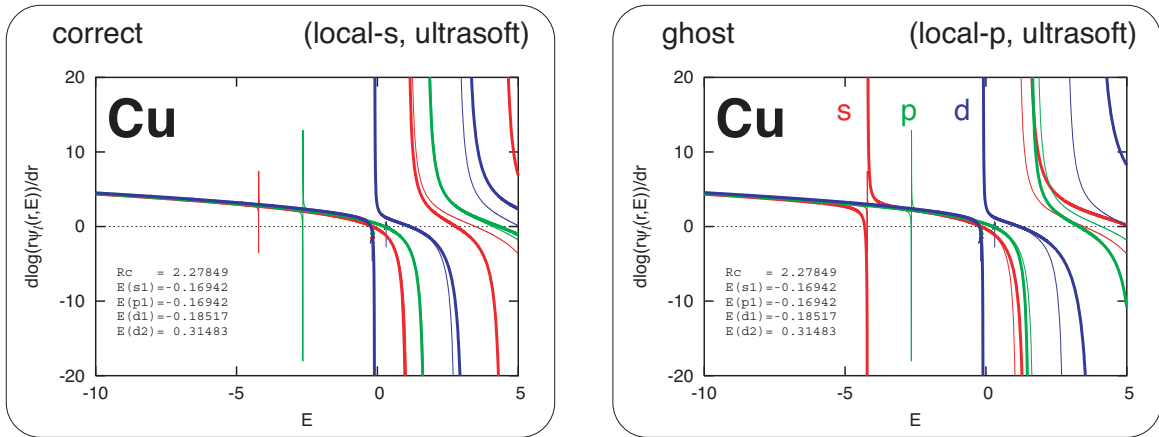 correct (local-s, ultrasoft)
Cu
dlog(rψl(r,E))/dr
20
10
0
-10
-20
Rc = 2.27849
E(s1)=-0.16942
E(p1)=-0.16942
E(d1)=-0.18517
E(d2)= 0.31483
-10 -5 0 5
E
ghost (local-p, ultrasoft)
Cu s p d
dlog(rψl(r,E))/dr
20
10
0
-10
-20
Rc = 2.27849
E(s1)=-0.16942
E(p1)=-0.16942
E(d1)=-0.18517
E(d2)= 0.31483
-10 -5 0 5
E